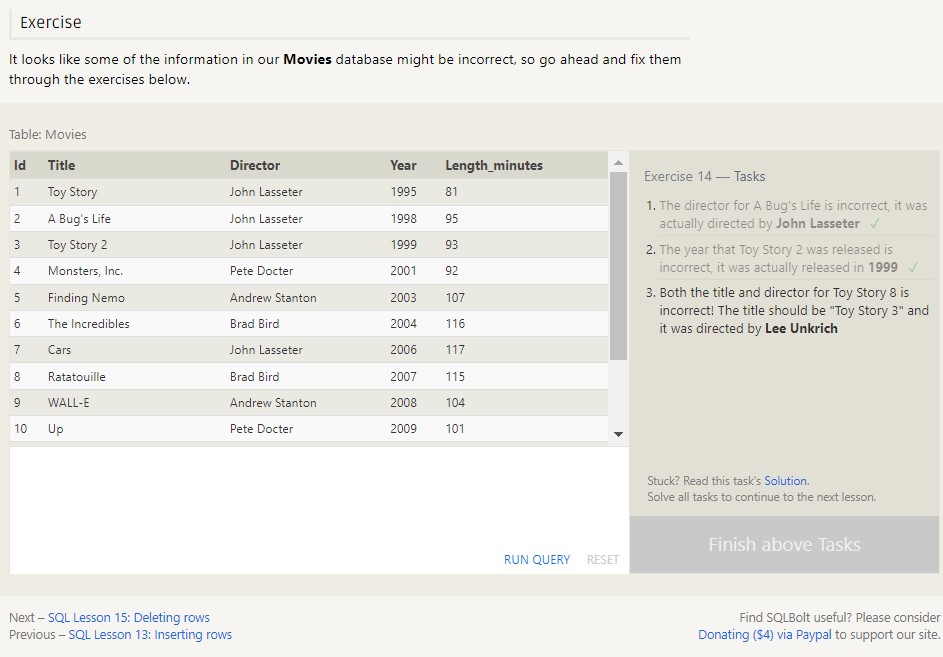 Exercise
It looks like some of the information in our Movies database might be incorrect, so go ahead and fix them
through the exercises below.
Table: Movies
Id Title Director Year Length_minutes
1 Toy Story John Lasseter 1995 81
2 A Bug's Life John Lasseter 1998 95
3 Toy Story 2 John Lasseter 1999 93
4 Monsters, Inc. Pete Docter 2001 92
5 Finding Nemo Andrew Stanton 2003 107
6 The Incredibles Brad Bird 2004 116
7 Cars John Lasseter 2006 117
8 Ratatouille Brad Bird 2007 115
9 WALL-E Andrew Stanton 2008 104
10 Up Pete Docter 2009 101
RUN QUERY RESET
Exercise 14 — Tasks
1. The director for A Bug's Life is incorrect, it was
actually directed by John Lasseter ✓
2. The year that Toy Story 2 was released is
incorrect, it was actually released in 1999 ✓
3. Both the title and director for Toy Story 8 is
incorrect! The title should be "Toy Story 3" and
it was directed by Lee Unkrich
Stuck? Read this task's Solution.
Solve all tasks to continue to the next lesson.
Finish above Tasks
Next – SQL Lesson 15: Deleting rows
Previous – SQL Lesson 13: Inserting rows
Find SQLBolt useful? Please consider
Donating ($4) via Paypal to support our site.